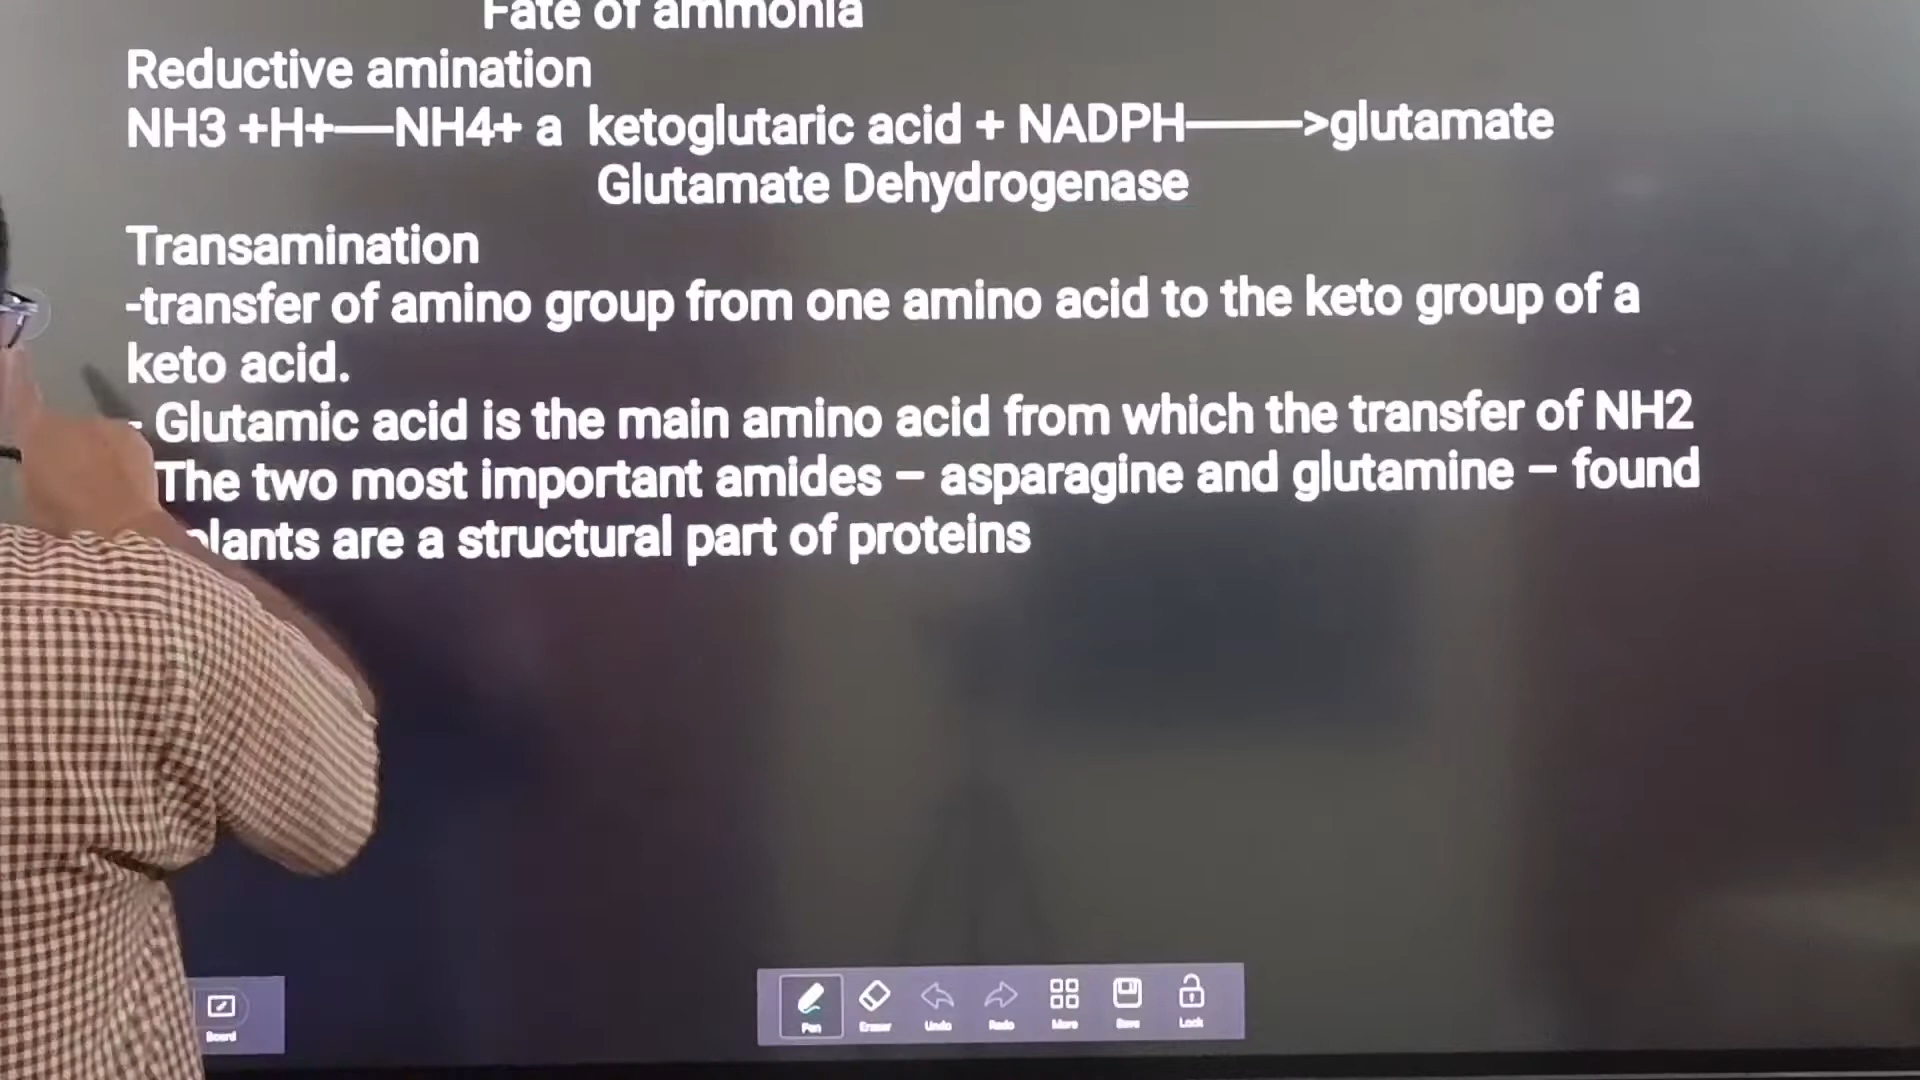 Fate of ammonia
Reductive amination
NH3 +H+—NH4+ a ketoglutaric acid + NADPH——>glutamate
Glutamate Dehydrogenase
Transamination
-transfer of amino group from one amino acid to the keto group of a
keto acid.
- Glutamic acid is the main amino acid from which the transfer of NH2
The two most important amides – asparagine and glutamine – found
plants are a structural part of proteins
Board
Pen Eraser Undo Redo More Save Lock